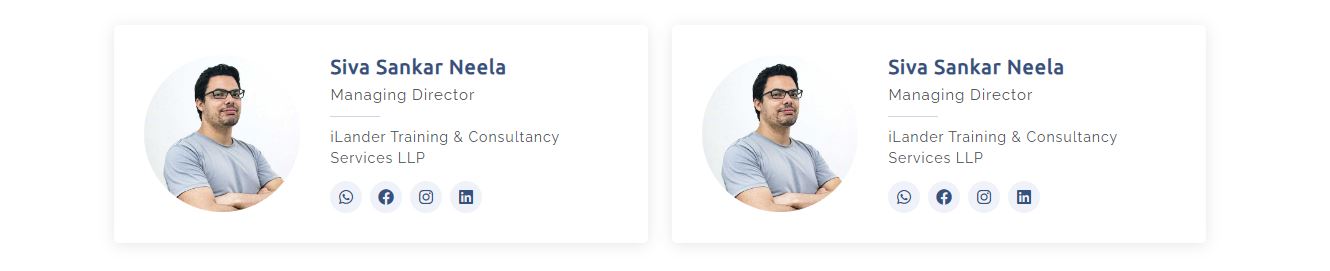 Siva Sankar Neela
Managing Director
iLander Training & Consultancy
Services LLP
Siva Sankar Neela
Managing Director
iLander Training & Consultancy
Services LLP